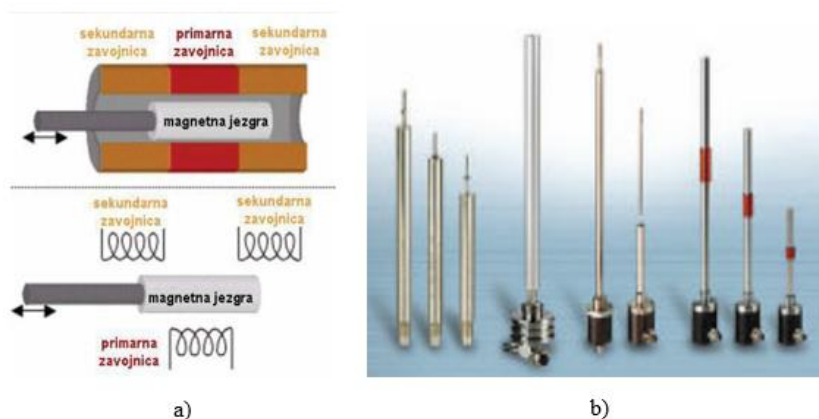 sekundarna primarna sekundarna
zavojnica zavojnica zavojnica
magnetna jezgra
sekundarna
zavojnica
sekundarna
zavojnica
magnetna jezgra
primarna
zavojnica
a)
b)